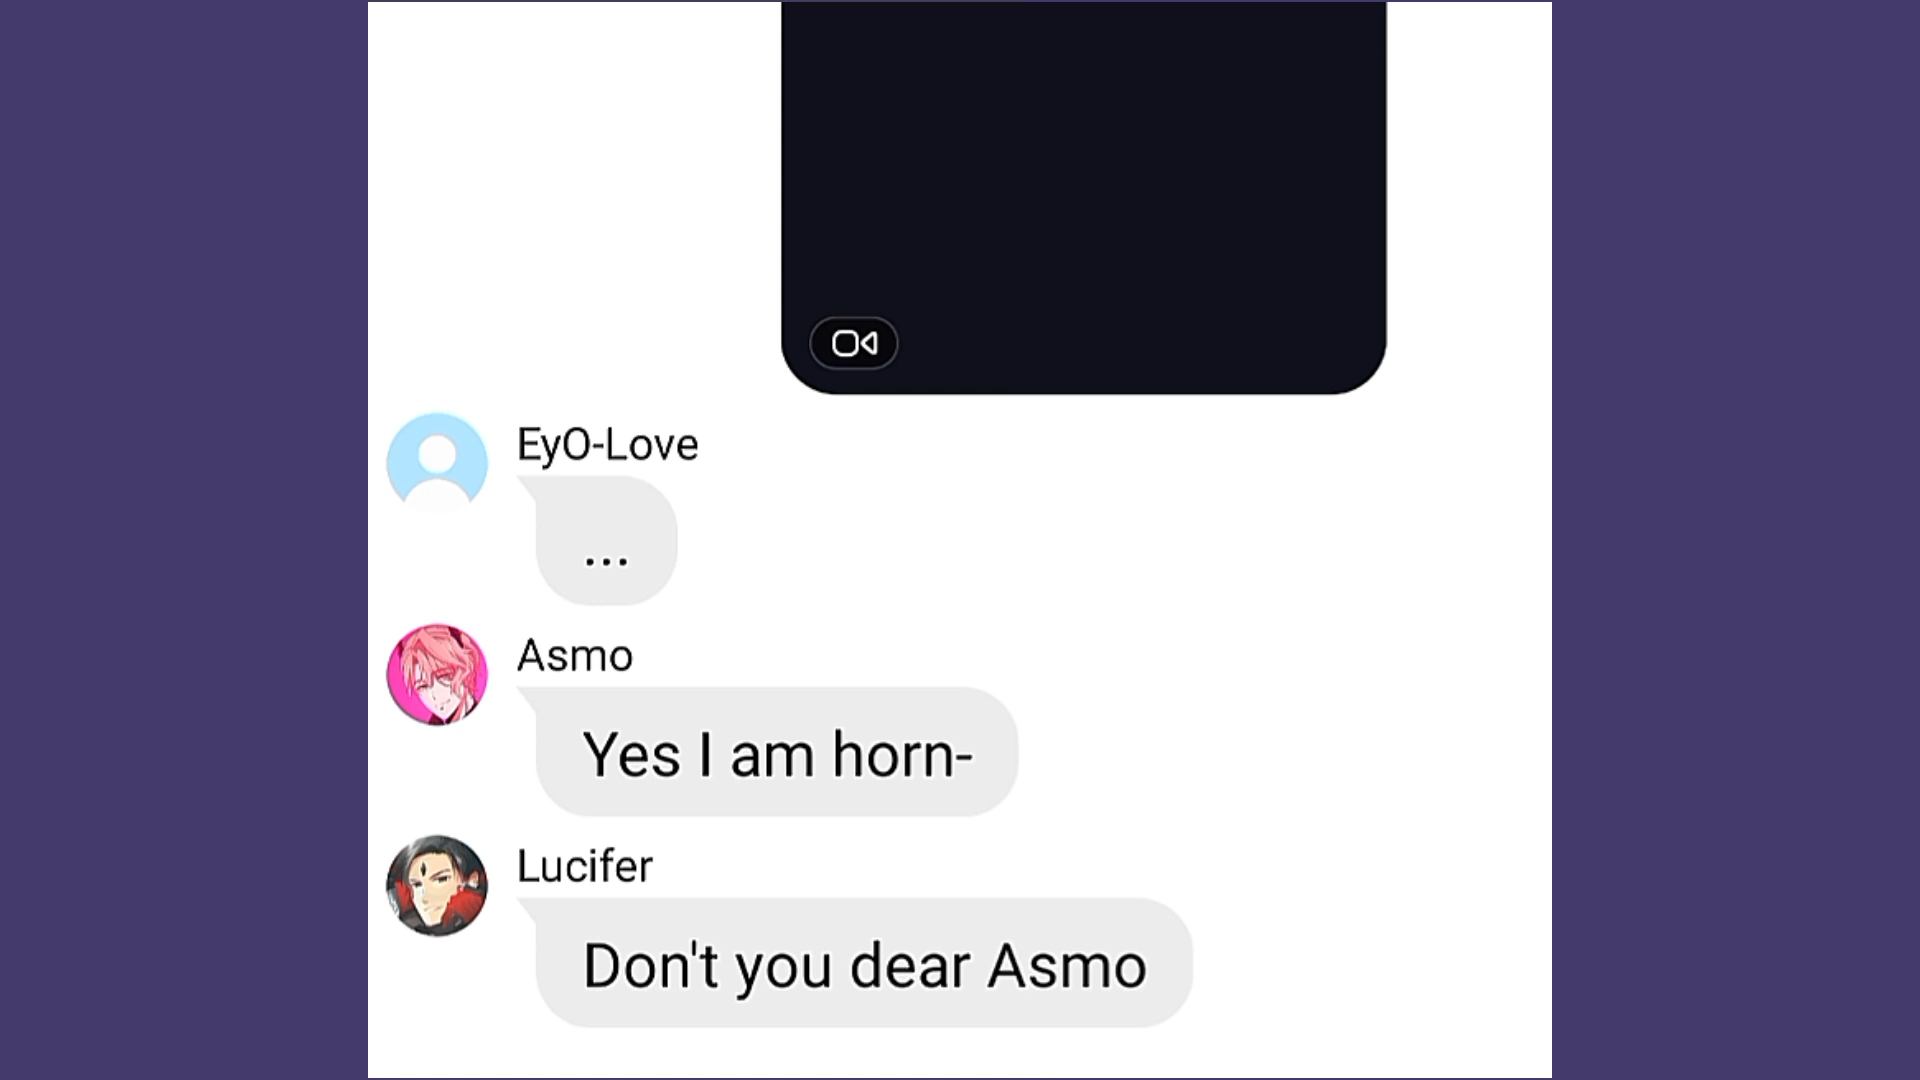 EyO-Love
...
Asmo
Yes I am horn-
Lucifer
Don't you dear Asmo